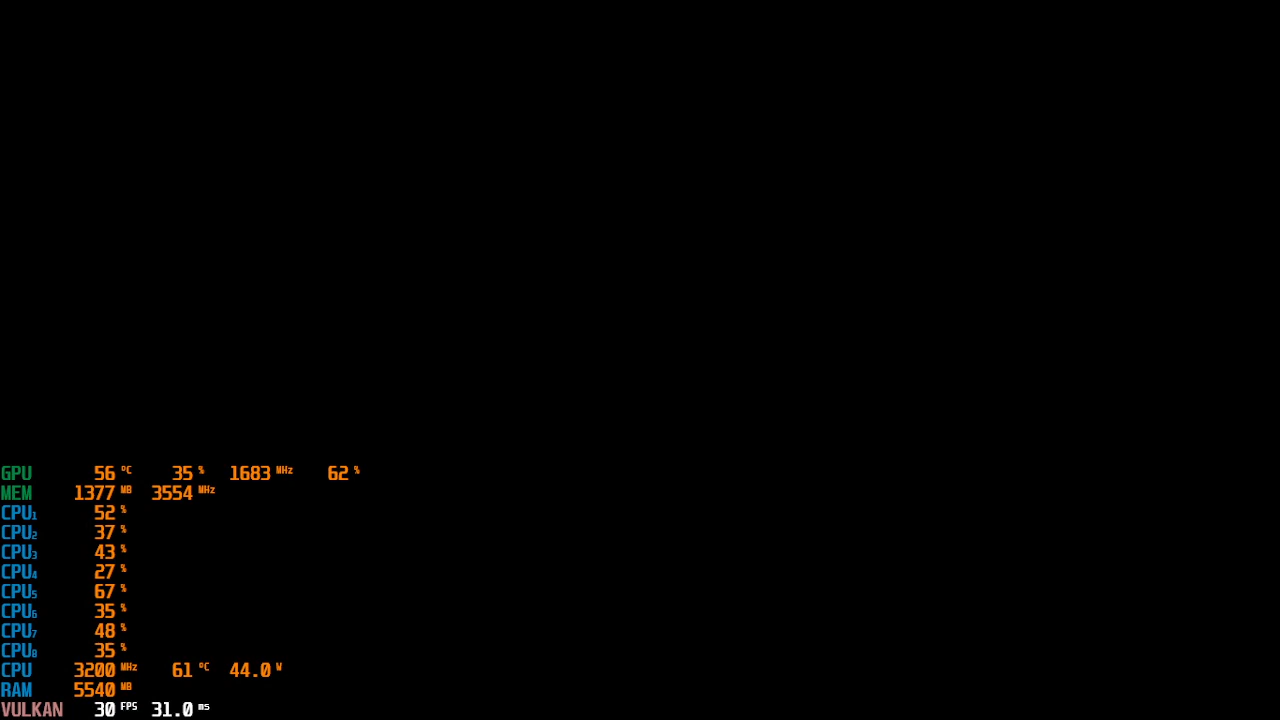 GPU 56 °C 35 % 1683 MHz 62 %
MEM 1377 MB 3554 MHz
CPU1 52 %
CPU2 37 %
CPU3 43 %
CPU4 27 %
CPU5 67 %
CPU6 35 %
CPU7 48 %
CPU8 35 %
CPU 3200 MHz 61 °C 44.0 W
RAM 5540 MB
VULKAN 30 FPS 31.0 ms